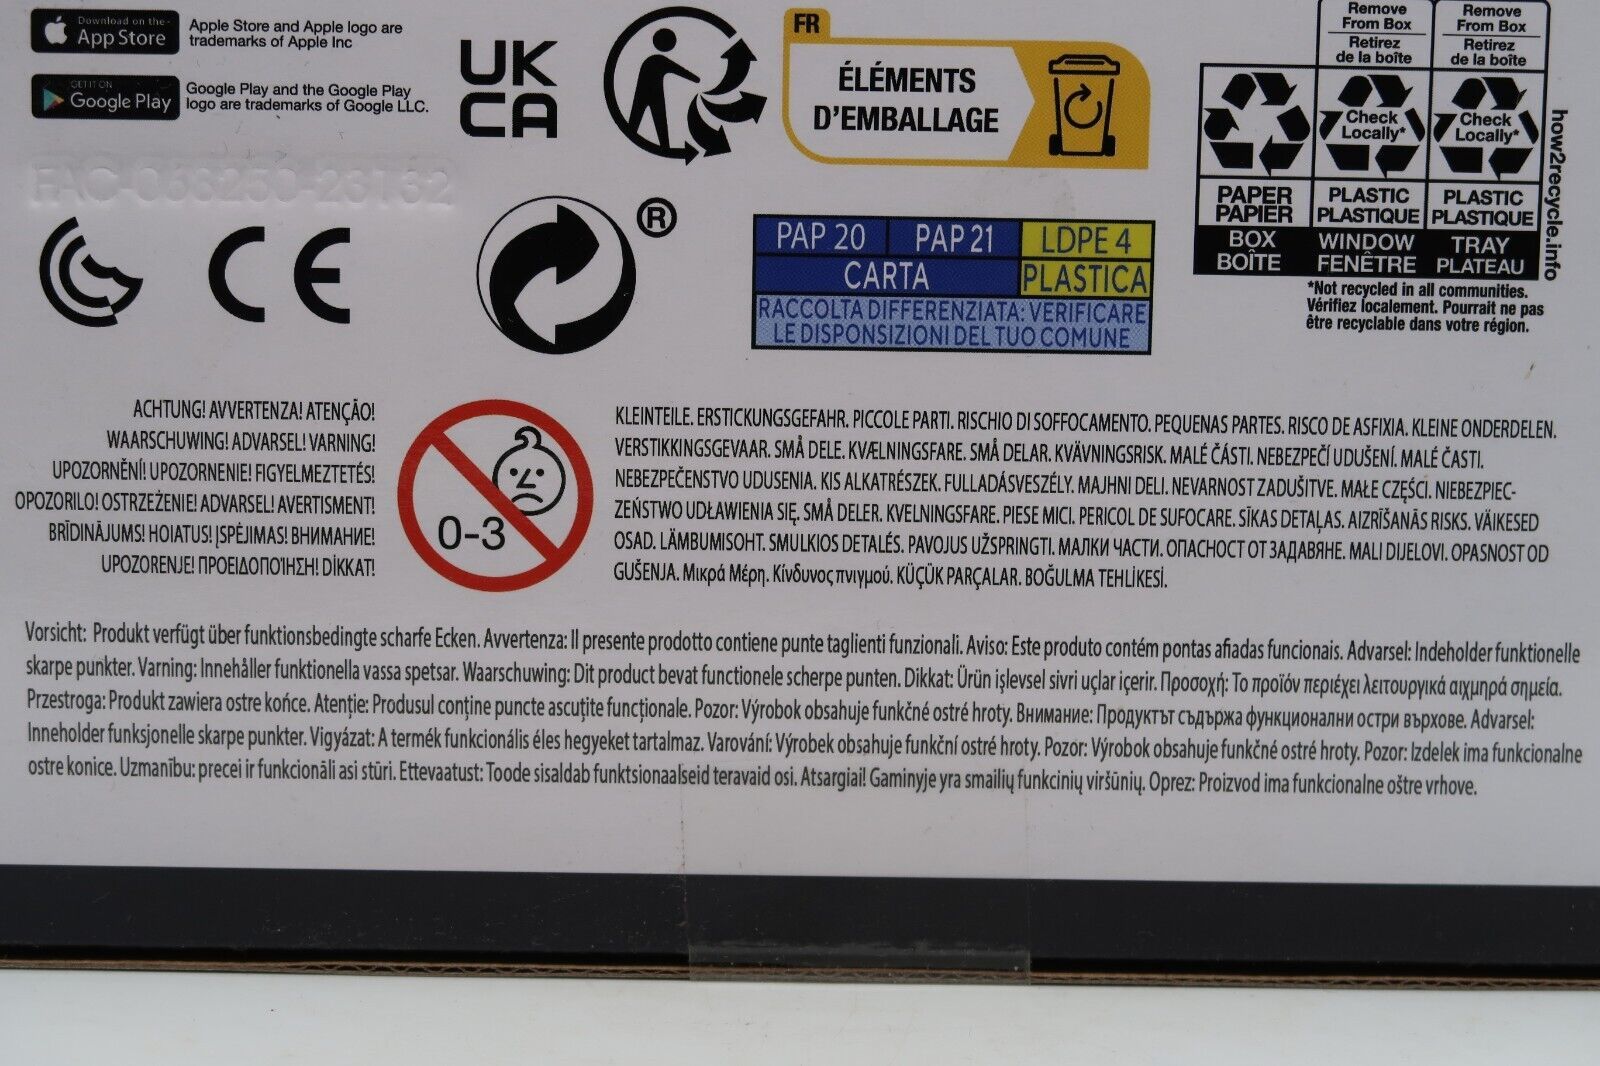 Download on the
App Store
Apple Store and Apple logo are
trademarks of Apple Inc
GET IT ON
Google Play
Google Play and the Google Play
logo are trademarks of Google LLC.
FAC-068250-23162
UK
CA
FR
ÉLÉMENTS
D'EMBALLAGE
Remove
From Box
Retirez
de la boîte
Remove
From Box
Retirez
de la boîte
Check
Locally*
Check
Locally*
PAPER
PAPIER
PLASTIC
PLASTIQUE
PLASTIC
PLASTIQUE
BOX
BOÎTE
WINDOW
FENÊTRE
TRAY
PLATEAU
how2recycle.info
*Not recycled in all communities.
Vérifiez localement. Pourrait ne pas
être recyclable dans votre région.
CE
®
PAP 20 PAP 21 LDPE 4
CARTA PLASTICA
RACCOLTA DIFFERENZIATA: VERIFICARE
LE DISPONSIZIONI DEL TUO COMUNE
ACHTUNG! AVVERTENZA! ATENÇÃO!
WAARSCHUWING! ADVARSEL! VARNING!
UPOZORNĚNÍ! UPOZORNENIE! FIGYELMEZTETÉS!
OPOZORILO! OSTRZEŻENIE! ADVARSEL! AVERTISMENT!
BRĪDINĀJUMS! HOIATUS! ĮSPĖJIMAS! ВНИМАНИЕ!
UPOZORENJE! ΠΡΟΕΙΔΟΠΟΊΗΣΗ! DİKKAT!
0-3
KLEINTEILE. ERSTICKUNGSGEFAHR. PICCOLE PARTI. RISCHIO DI SOFFOCAMENTO. PEQUENAS PARTES. RISCO DE ASFIXIA. KLEINE ONDERDELEN.
VERSTIKKINGSGEVAAR. SMÅ DELE. KVÆLNINGSFARE. SMÅ DELAR. KVÄVNINGSRISK. MALÉ ČÁSTI. NEBEZPEČÍ UDUŠENÍ. MALÉ ČASTI.
NEBEZPEČENSTVO UDUSENIA. KIS ALKATRÉSZEK. FULLADÁSVESZÉLY. MAJHNI DELI. NEVARNOST ZADUŠITVE. MAŁE CZĘŚCI. NIEBEZPIEC-
ZEŃSTWO UDŁAWIENIA SIĘ. SMÅ DELER. KVELNINGSFARE. PIESE MICI. PERICOL DE SUFOCARE. SĪKAS DETAĻAS. AIZRĪŠANĀS RISKS. VÄIKESED
OSAD. LÄMBUMISOHT. SMULKIOS DETALĖS. PAVOJUS UŽSPRINGTI. МАЛКИ ЧАСТИ. ОПАСНОСТ ОТ ЗАДАВЯНЕ. MALI DIJELOVI. OPASNOST OD
GUŠENJA. Μικρά Μέρη. Κίνδυνος πνιγμού. KÜÇÜK PARÇALAR. BOĞULMA TEHLİKESİ.
Vorsicht: Produkt verfügt über funktionsbedingte scharfe Ecken. Avvertenza: Il presente prodotto contiene punte taglienti funzionali. Aviso: Este produto contém pontas afiadas funcionais. Advarsel: Indeholder funktionelle
skarpe punkter. Varning: Innehåller funktionella vassa spetsar. Waarschuwing: Dit product bevat functionele scherpe punten. Dikkat: Ürün işlevsel sivri uçlar içerir. Προσοχή: Το προϊόν περιέχει λειτουργικά αιχμηρά σημεία.
Przestroga: Produkt zawiera ostre końce. Atenție: Produsul conține puncte ascuțite funcționale. Pozor: Výrobok obsahuje funkčné ostré hroty. Внимание: Продуктът съдържа функционални остри върхове. Advarsel:
Inneholder funksjonelle skarpe punkter. Vigyázat: A termék funkcionális éles hegyeket tartalmaz. Varování: Výrobek obsahuje funkční ostré hroty. Pozor: Výrobok obsahuje funkčné ostré hroty. Pozor: Izdelek ima funkcionalne
ostre konice. Uzmanību: precei ir funkcionāli asi stūri. Ettevaatust: Toode sisaldab funktsionaalseid teravaid osi. Atsargiai! Gaminyje yra smailių funkcinių viršūnių. Oprez: Proizvod ima funkcionalne oštre vrhove.